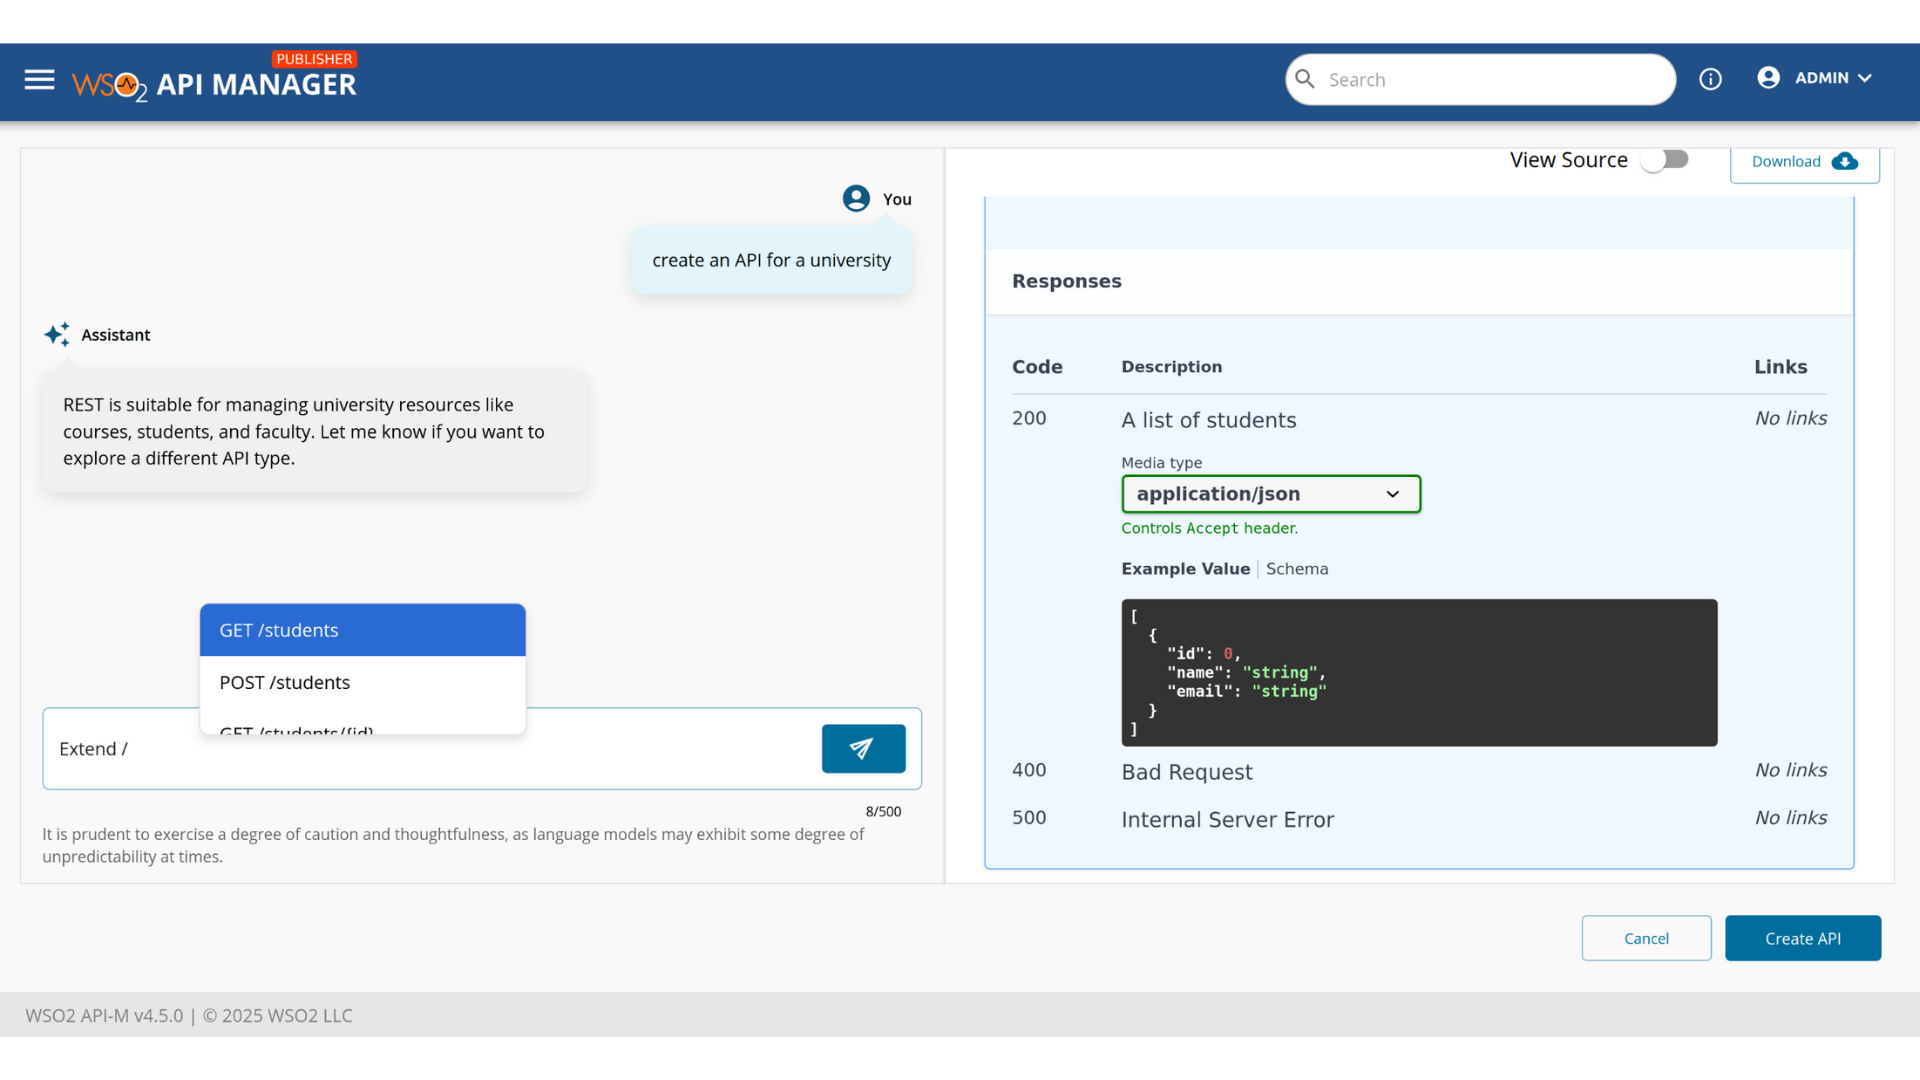 PUBLISHER
WSO2 API MANAGER
Search
ADMIN
You
create an API for a university
Assistant
REST is suitable for managing university resources like
courses, students, and faculty. Let me know if you want to
explore a different API type.
GET /students
POST /students
GET /students/{id}
Extend /
8/500
It is prudent to exercise a degree of caution and thoughtfulness, as language models may exhibit some degree of
unpredictability at times.
View Source
Download
Responses
Code Description Links
200 A list of students No links
Media type
application/json
Controls Accept header.
Example Value Schema
[
{
"id": 0,
"name": "string",
"email": "string"
}
]
400 Bad Request No links
500 Internal Server Error No links
Cancel
Create API
WSO2 API-M v4.5.0 | © 2025 WSO2 LLC